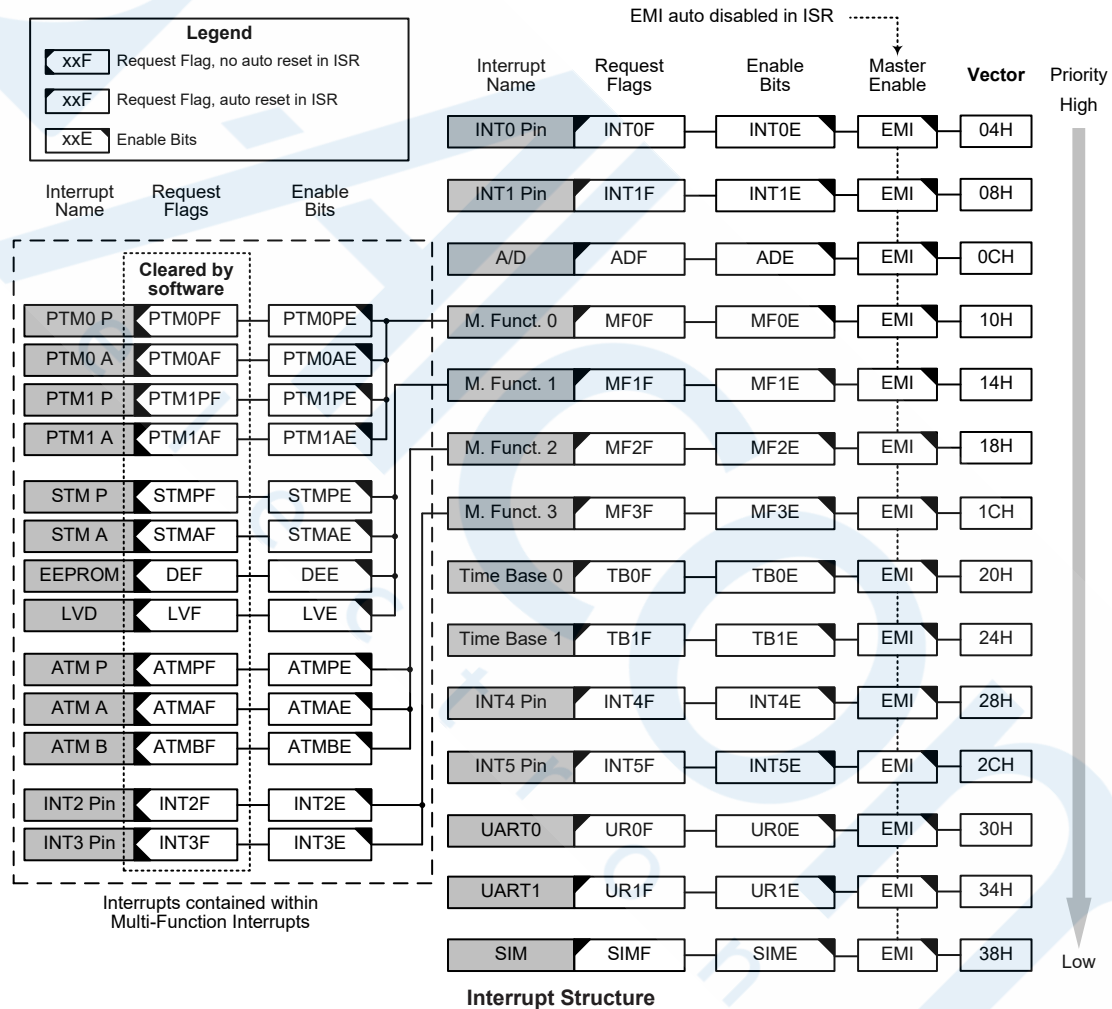 EMI auto disabled in ISR
Legend
xxF Request Flag, no auto reset in ISR
xxF Request Flag, auto reset in ISR
xxE Enable Bits
Interrupt Name Request Flags Enable Bits Master Enable Vector Priority
High
INT0 Pin INT0F INT0E EMI 04H
INT1 Pin INT1F INT1E EMI 08H
A/D ADF ADE EMI 0CH
M. Funct. 0 MF0F MF0E EMI 10H
M. Funct. 1 MF1F MF1E EMI 14H
M. Funct. 2 MF2F MF2E EMI 18H
M. Funct. 3 MF3F MF3E EMI 1CH
Time Base 0 TB0F TB0E EMI 20H
Time Base 1 TB1F TB1E EMI 24H
INT4 Pin INT4F INT4E EMI 28H
INT5 Pin INT5F INT5E EMI 2CH
UART0 UR0F UR0E EMI 30H
UART1 UR1F UR1E EMI 34H
SIM SIMF SIME EMI 38H
Low
Interrupt Name Request Flags Enable Bits
Cleared by
software
PTM0 P PTM0PF PTM0PE
PTM0 A PTM0AF PTM0AE
PTM1 P PTM1PF PTM1PE
PTM1 A PTM1AF PTM1AE
STM P STMPF STMPE
STM A STMAF STMAE
EEPROM DEF DEE
LVD LVF LVE
ATM P ATMPF ATMPE
ATM A ATMAF ATMAE
ATM B ATMBF ATMBE
INT2 Pin INT2F INT2E
INT3 Pin INT3F INT3E
Interrupts contained within
Multi-Function Interrupts
Interrupt Structure